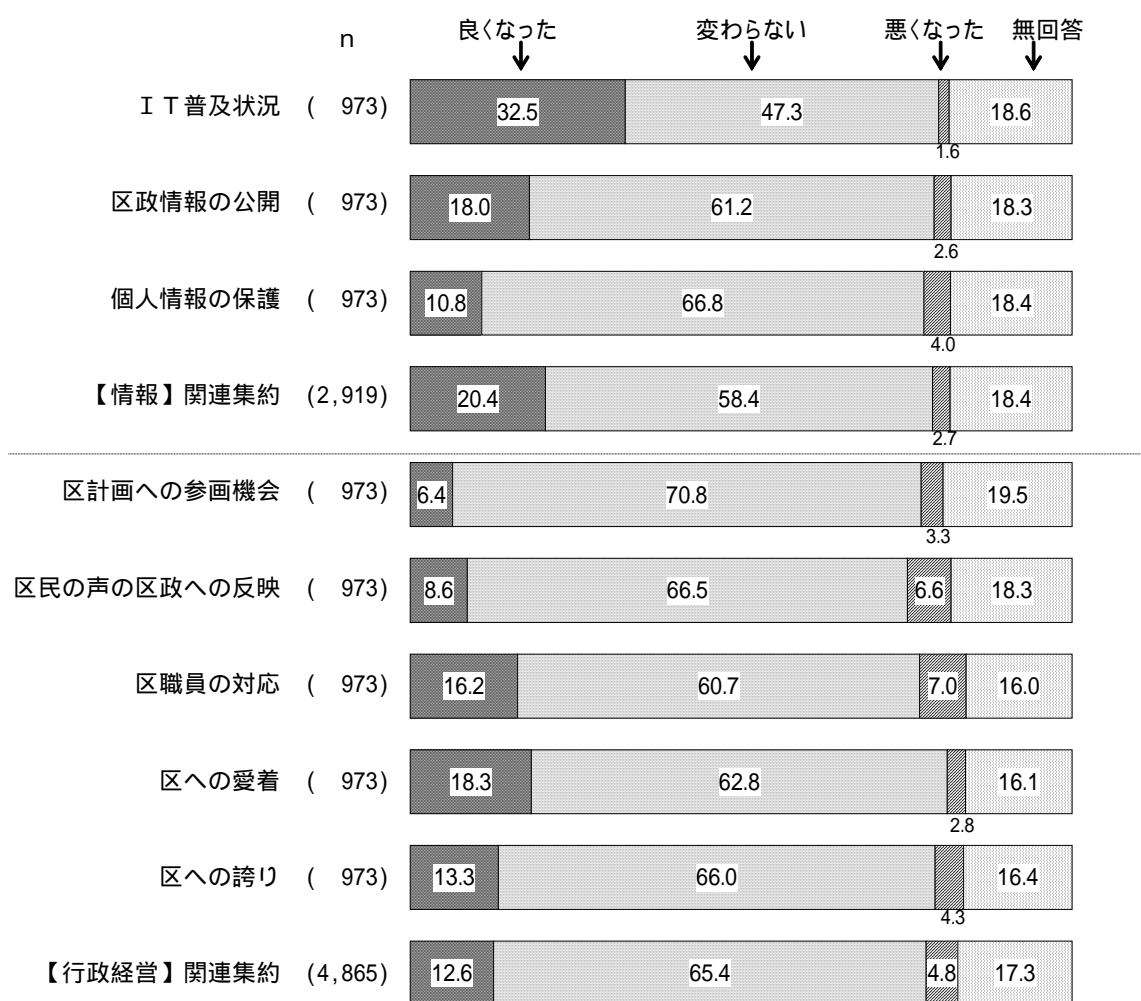 n 良くなった 変わらない 悪くなった 無回答
ＩＴ普及状況 ( 973) 32.5 47.3 1.6 18.6
区政情報の公開 ( 973) 18.0 61.2 2.6 18.3
個人情報の保護 ( 973) 10.8 66.8 4.0 18.4
【情報】関連集約 (2,919) 20.4 58.4 2.7 18.4
区計画への参画機会 ( 973) 6.4 70.8 3.3 19.5
区民の声の区政への反映 ( 973) 8.6 66.5 6.6 18.3
区職員の対応 ( 973) 16.2 60.7 7.0 16.0
区への愛着 ( 973) 18.3 62.8 2.8 16.1
区への誇り ( 973) 13.3 66.0 4.3 16.4
【行政経営】関連集約 (4,865) 12.6 65.4 4.8 17.3